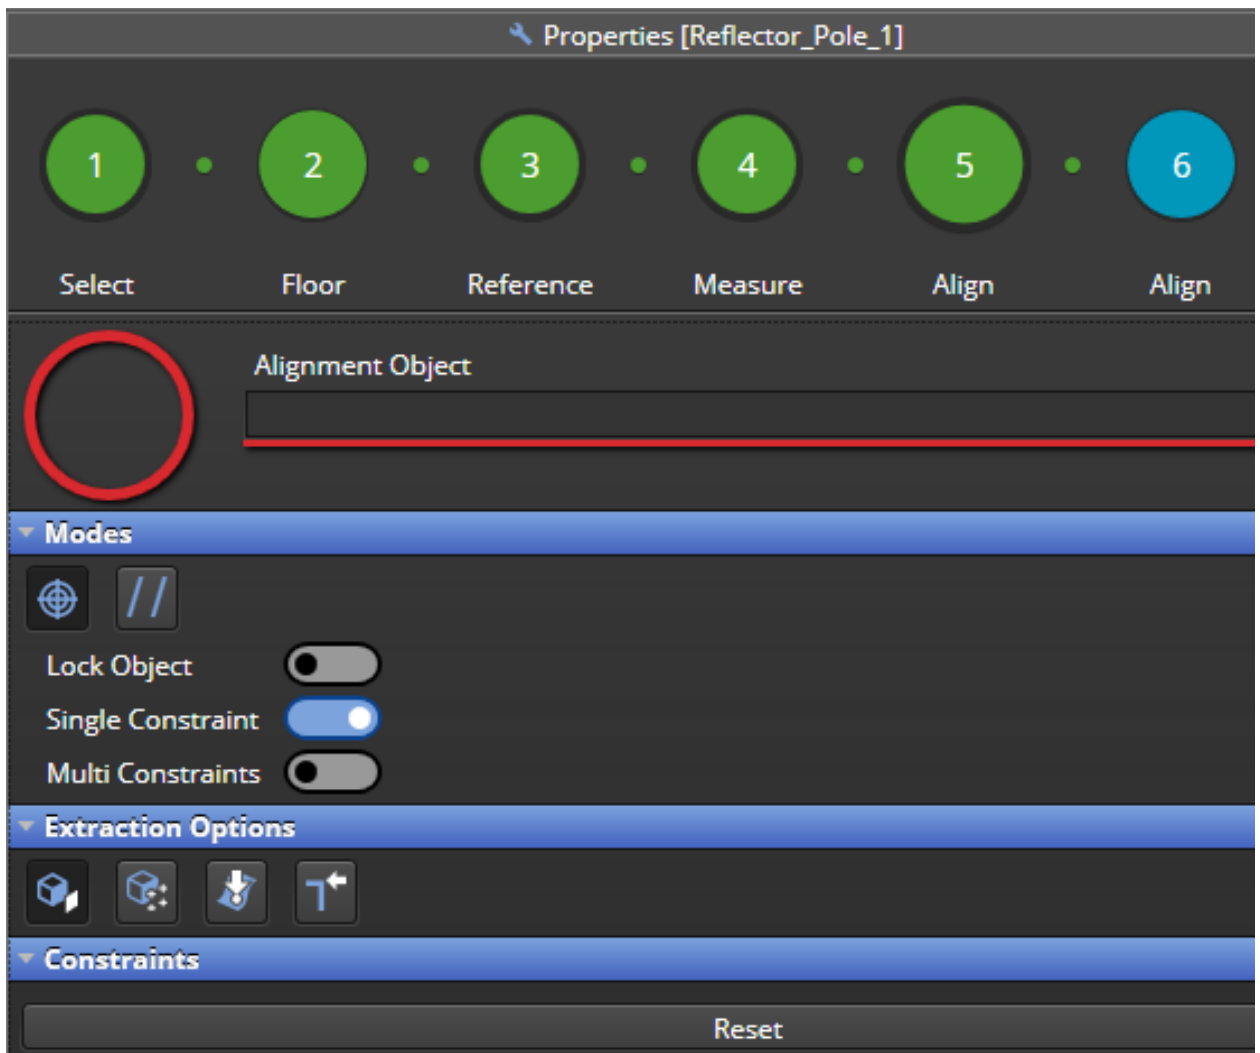 Properties [Reflector_Pole_1]
1 2 3 4 5 6
Select Floor Reference Measure Align Align
Alignment Object
Modes
Lock Object
Single Constraint
Multi Constraints
Extraction Options
Constraints
Reset